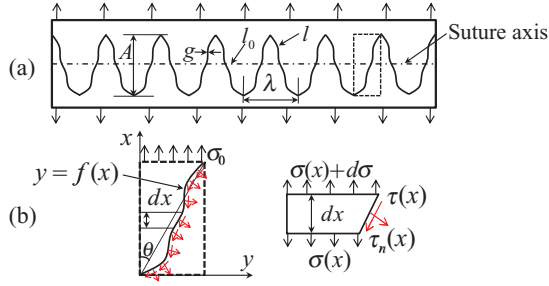 (a)
A
g
l₀
l
λ
Suture axis
(b)
x
σ₀
y = f(x)
dx
θ
y
σ(x)+dσ
τ(x)
dx
τₙ(x)
σ(x)